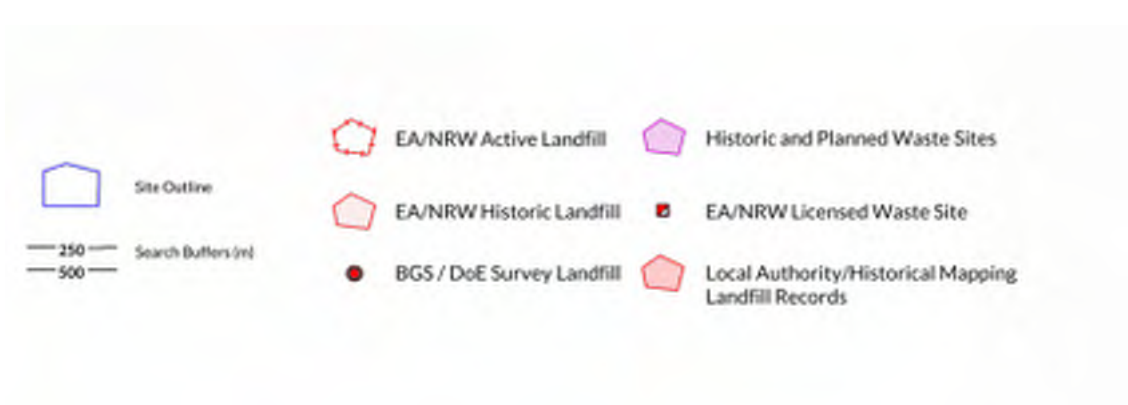 EA/NRW Active Landfill
Historic and Planned Waste Sites
Site Outline
EA/NRW Historic Landfill
EA/NRW Licensed Waste Site
250
Search Buffers (m)
500
BGS / DoE Survey Landfill
Local Authority/Historical Mapping
Landfill Records